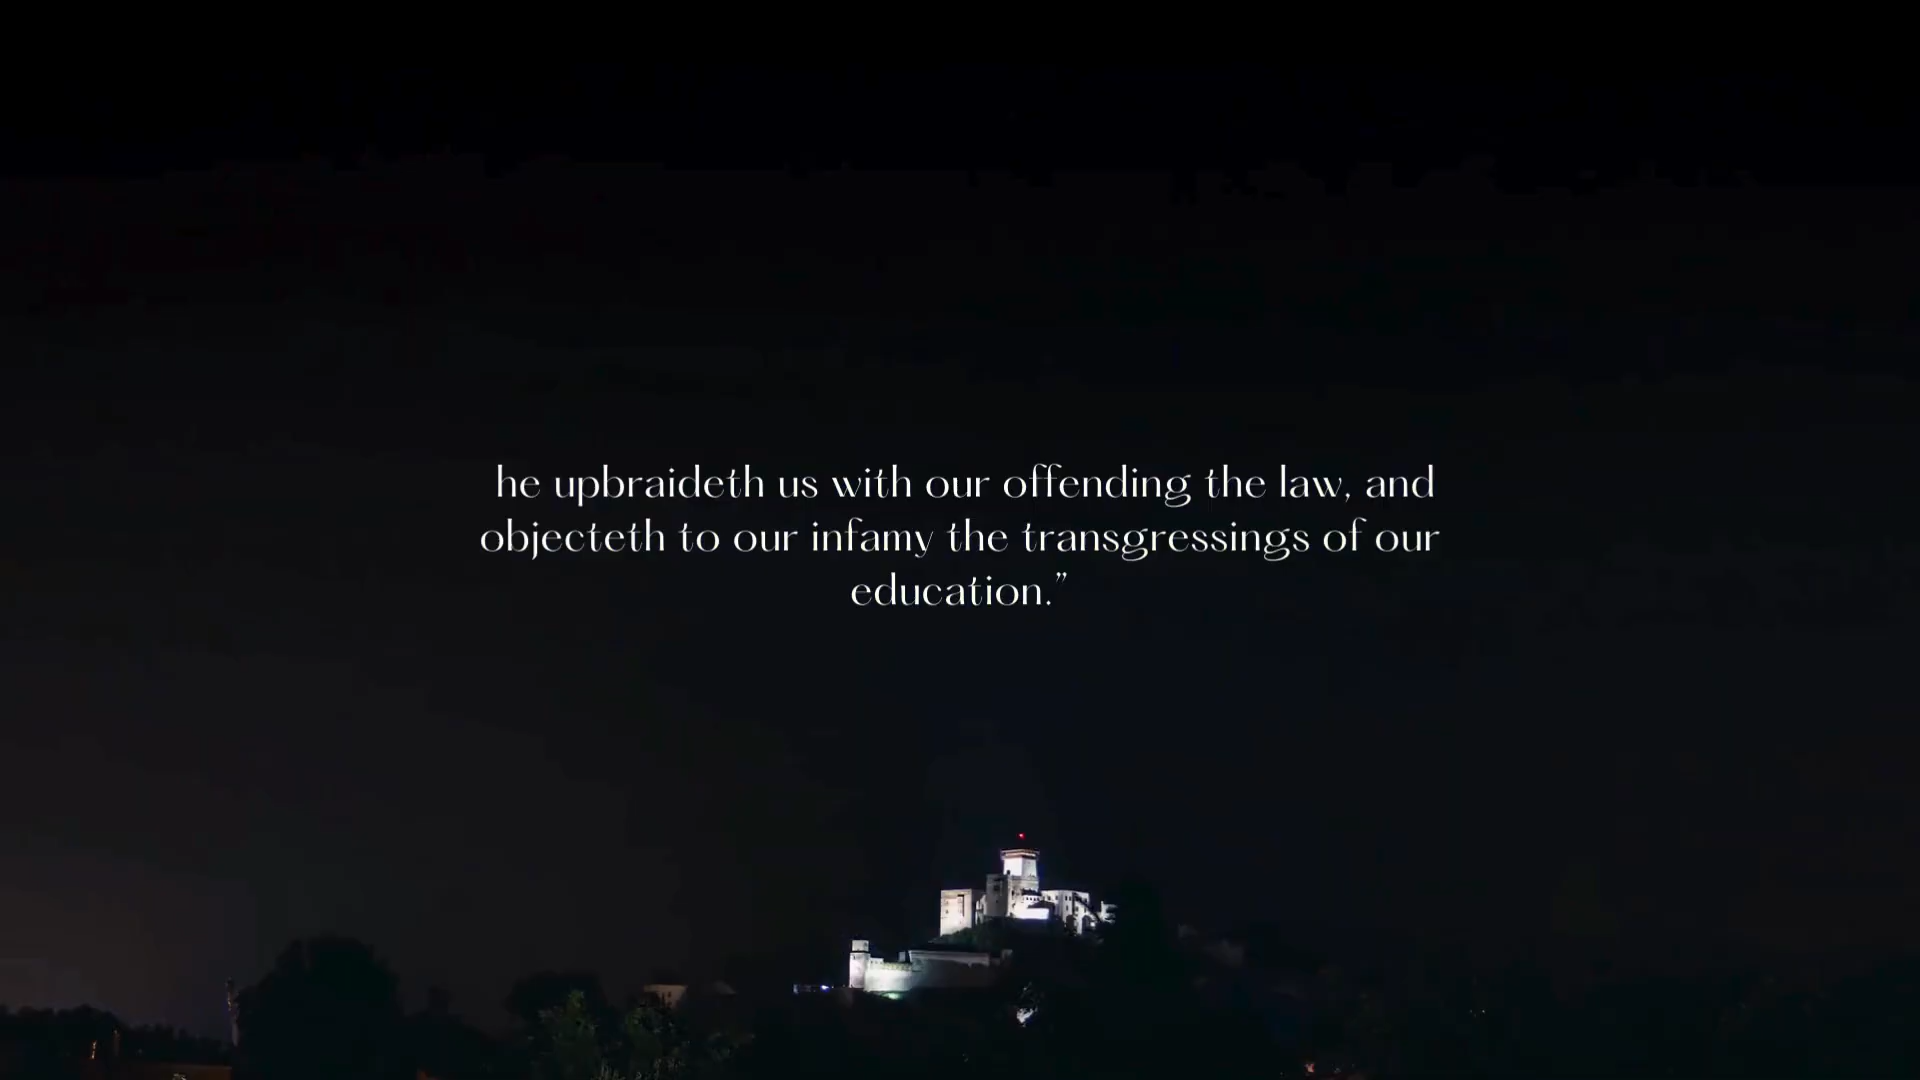 he upbraideth us with our offending the law, and
objecteth to our infamy the transgressings of our
education.”